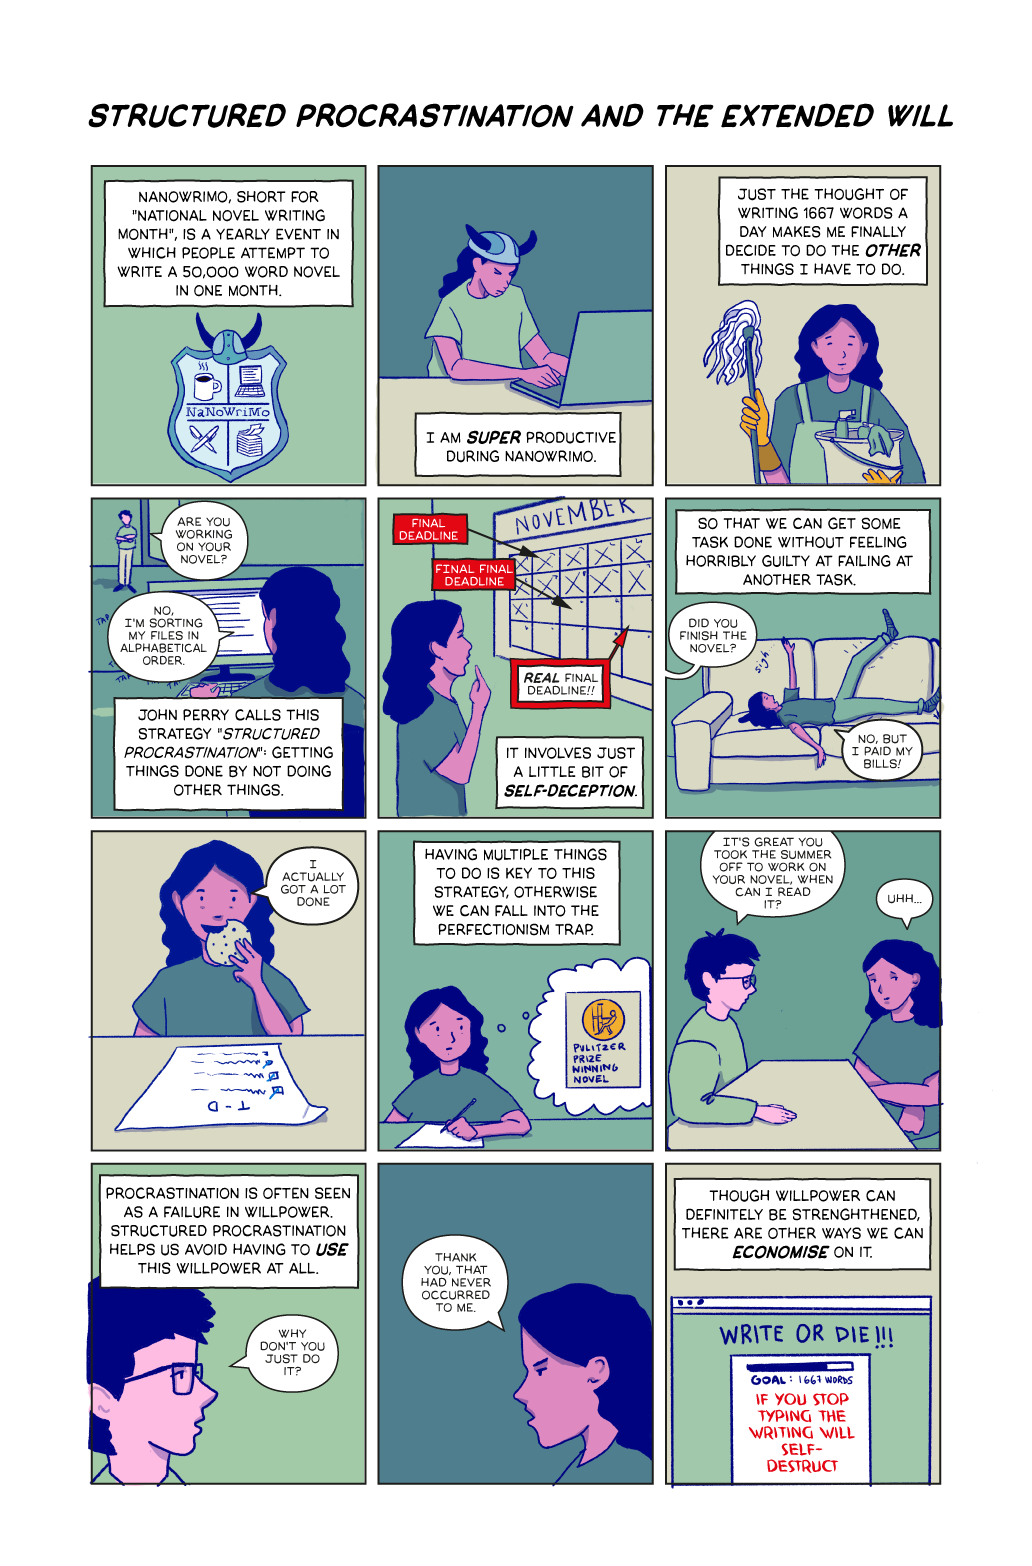 STRUCTURED PROCRASTINATION AND THE EXTENDED WILL
NANOWRIMO, SHORT FOR
"NATIONAL NOVEL WRITING
MONTH", IS A YEARLY EVENT IN
WHICH PEOPLE ATTEMPT TO
WRITE A 50,000 WORD NOVEL
IN ONE MONTH.
NaNoWriMo
I AM SUPER PRODUCTIVE
DURING NANOWRIMO.
JUST THE THOUGHT OF
WRITING 1667 WORDS A
DAY MAKES ME FINALLY
DECIDE TO DO THE OTHER
THINGS I HAVE TO DO.
ARE YOU
WORKING
ON YOUR
NOVEL?
NO,
I'M SORTING
MY FILES IN
ALPHABETICAL
ORDER.
TAP
TAP
TAP
JOHN PERRY CALLS THIS
STRATEGY "STRUCTURED
PROCRASTINATION": GETTING
THINGS DONE BY NOT DOING
OTHER THINGS.
NOVEMBER
FINAL
DEADLINE
FINAL FINAL
DEADLINE
REAL FINAL
DEADLINE!!
IT INVOLVES JUST
A LITTLE BIT OF
SELF-DECEPTION.
SO THAT WE CAN GET SOME
TASK DONE WITHOUT FEELING
HORRIBLY GUILTY AT FAILING AT
ANOTHER TASK.
DID YOU
FINISH THE
NOVEL?
sigh
NO, BUT
I PAID MY
BILLS!
I
ACTUALLY
GOT A LOT
DONE
T-D
HAVING MULTIPLE THINGS
TO DO IS KEY TO THIS
STRATEGY, OTHERWISE
WE CAN FALL INTO THE
PERFECTIONISM TRAP.
PULITZER
PRIZE
WINNING
NOVEL
IT'S GREAT YOU
TOOK THE SUMMER
OFF TO WORK ON
YOUR NOVEL, WHEN
CAN I READ
IT?
UHH...
PROCRASTINATION IS OFTEN SEEN
AS A FAILURE IN WILLPOWER.
STRUCTURED PROCRASTINATION
HELPS US AVOID HAVING TO USE
THIS WILLPOWER AT ALL.
WHY
DON'T YOU
JUST DO
IT?
THANK
YOU, THAT
HAD NEVER
OCCURRED
TO ME.
THOUGH WILLPOWER CAN
DEFINITELY BE STRENGHTHENED,
THERE ARE OTHER WAYS WE CAN
ECONOMISE ON IT.
WRITE OR DIE!!!
GOAL: 1667 WORDS
IF YOU STOP
TYPING THE
WRITING WILL
SELF-
DESTRUCT